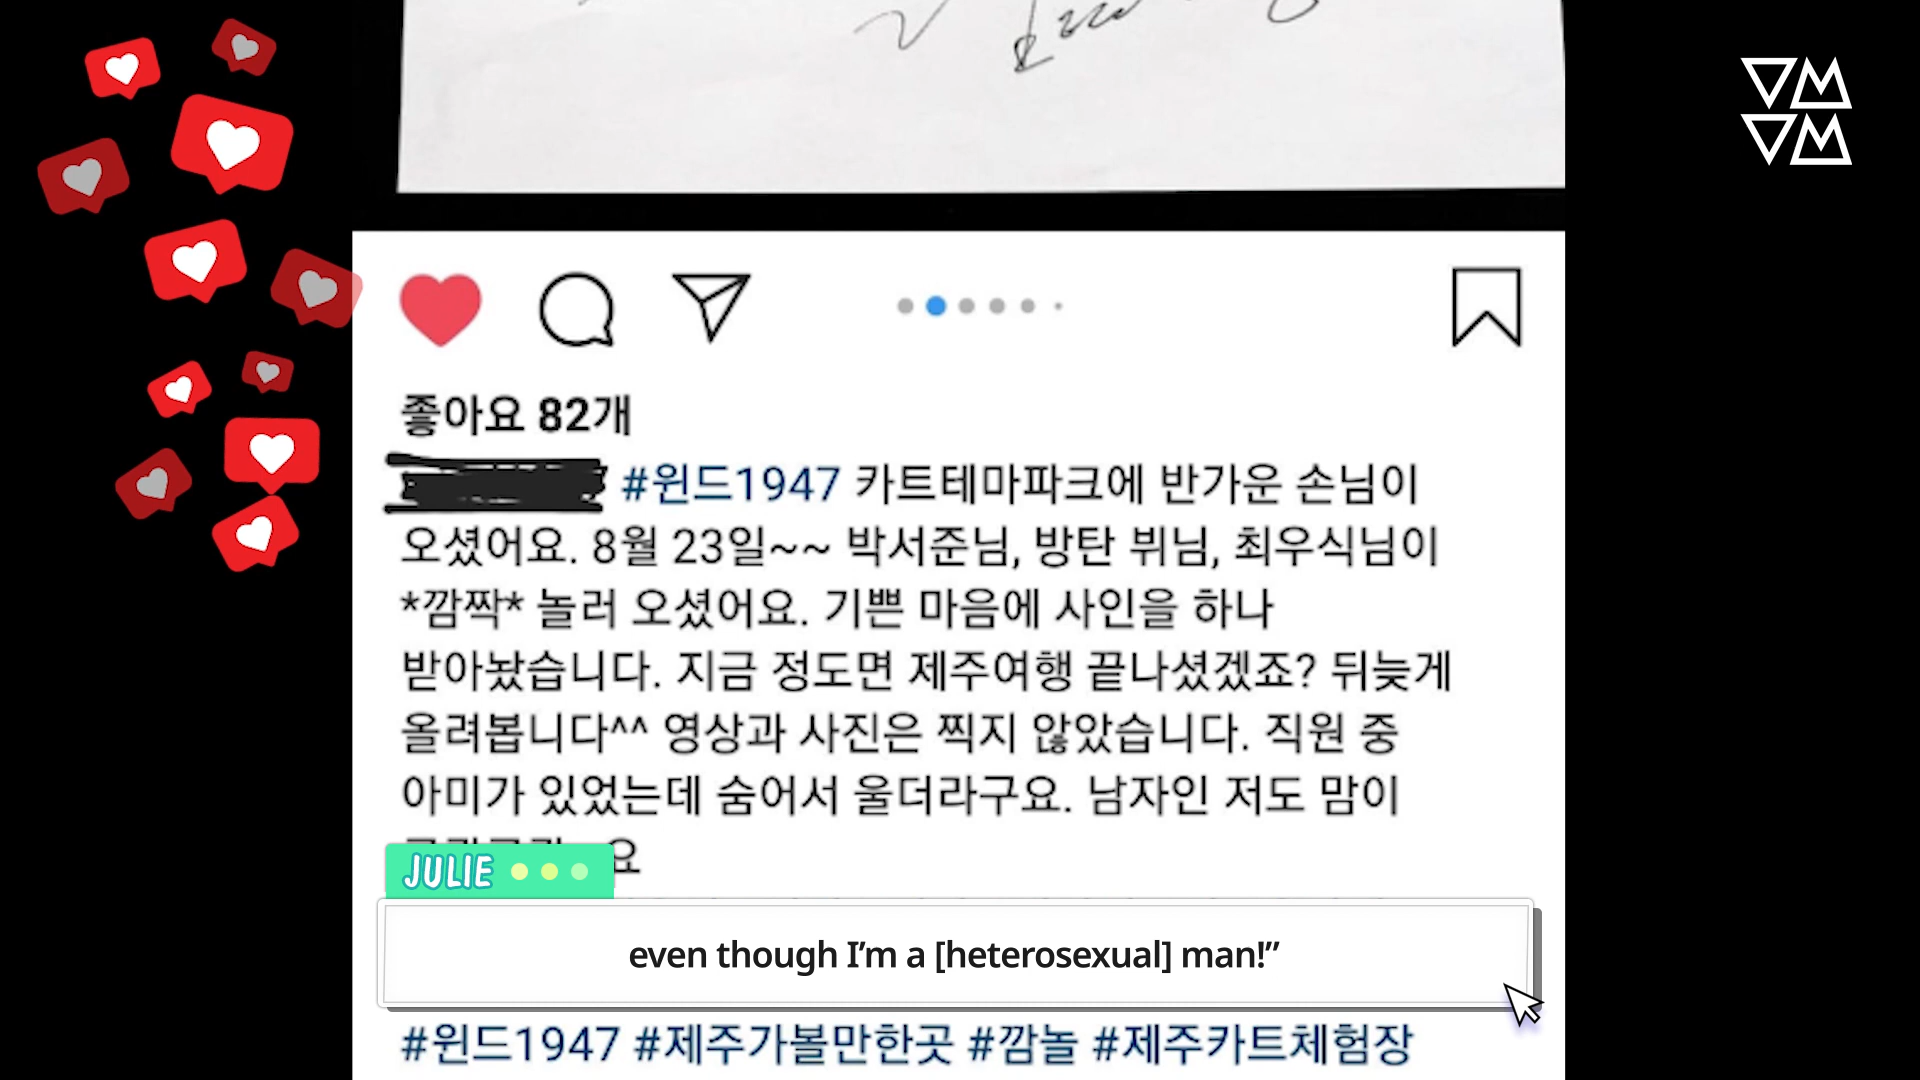 좋아요 82개
#윈드1947 카트테마파크에 반가운 손님이
오셨어요. 8월 23일~~ 박서준님, 방탄 뷔님, 최우식님이
*깜짝* 놀러 오셨어요. 기쁜 마음에 사인을 하나
받아놨습니다. 지금 정도면 제주여행 끝나셨겠죠? 뒤늦게
올려봅니다^^ 영상과 사진은 찍지 않았습니다. 직원 중
아미가 있었는데 숨어서 울더라구요. 남자인 저도 맘이
요
JULIE
even though I’m a [heterosexual] man!”
#윈드1947 #제주가볼만한곳 #깜놀 #제주카트체험장